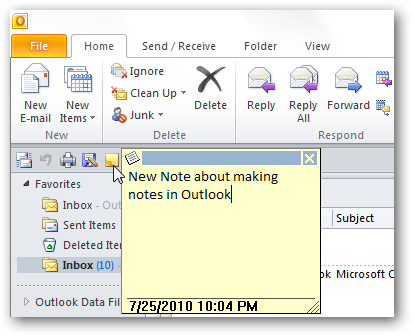 File Home Send / Receive Folder View
New E-mail
New Items
Ignore
Clean Up
Junk
Delete
Reply
Reply All
Forward
New Delete Respond
Favorites
Inbox - Out
Sent Items
Deleted Ite
Inbox (10)
Outlook Data Fil
New Note about making
notes in Outlook
7/25/2010 10:04 PM
Subject
Outlook Microsoft O